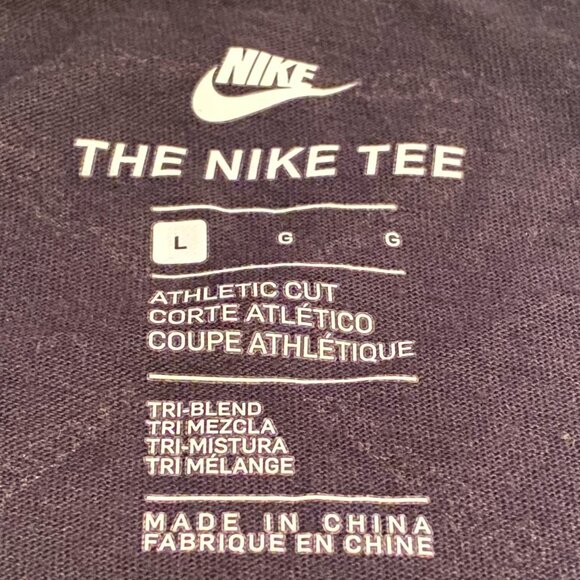 NIKE
THE NIKE TEE
L G G
ATHLETIC CUT
CORTE ATLÉTICO
COUPE ATHLÉTIQUE
TRI-BLEND
TRI MEZCLA
TRI-MISTURA
TRI MÉLANGE
MADE IN CHINA
FABRIQUE EN CHINE